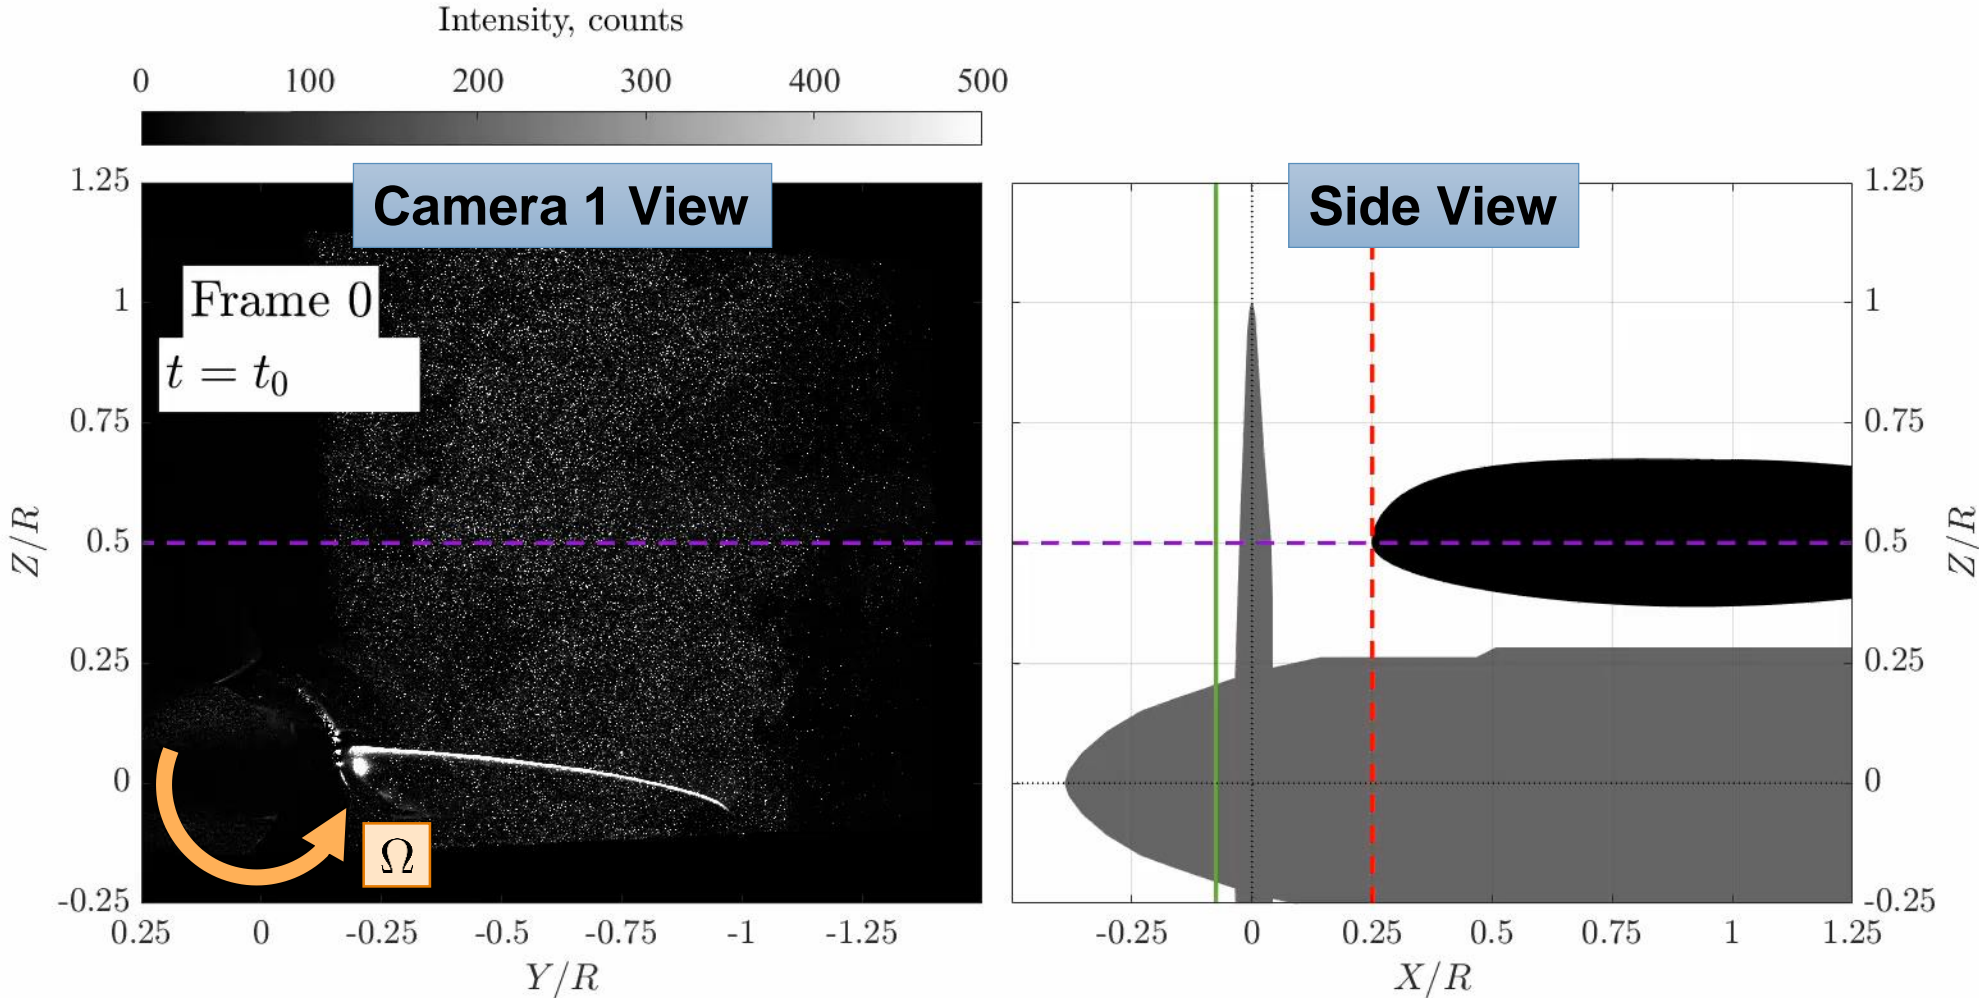 Intensity, counts
0 100 200 300 400 500
Camera 1 View
Side View
Frame 0
t = t₀
Ω
1.25
1
0.75
0.5
0.25
0
-0.25
Z/R
0.25 0 -0.25 -0.5 -0.75 -1 -1.25
Y/R
1.25
1
0.75
0.5
0.25
0
-0.25
Z/R
-0.25 0 0.25 0.5 0.75 1 1.25
X/R